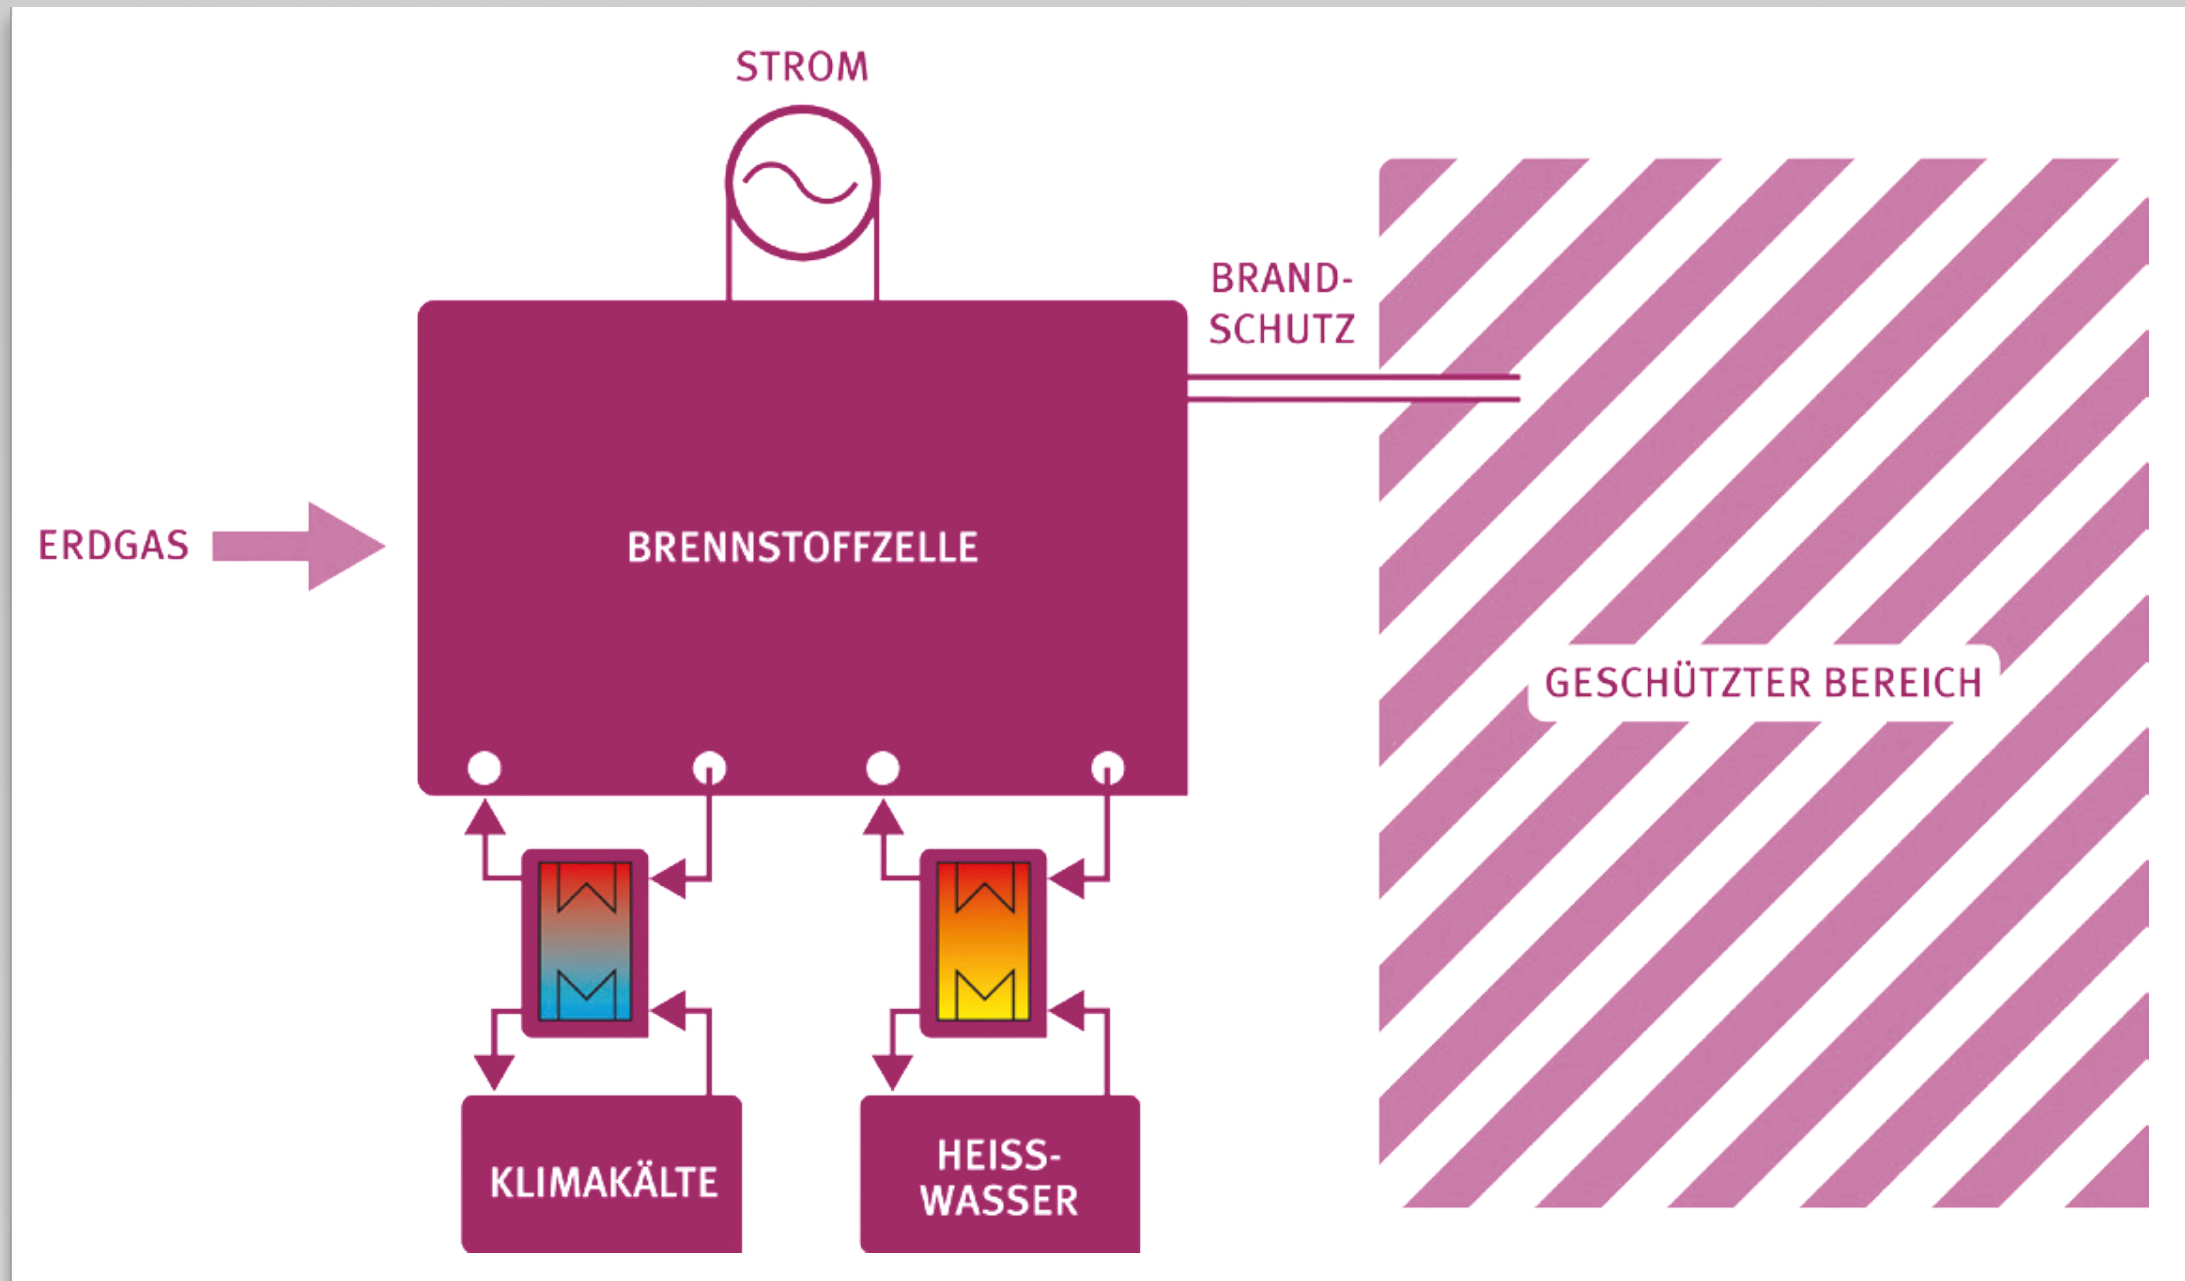 STROM
BRAND-
SCHUTZ
ERDGAS
BRENNSTOFFZELLE
GESCHÜTZTER BEREICH
KLIMAKÄLTE
HEISS-
WASSER